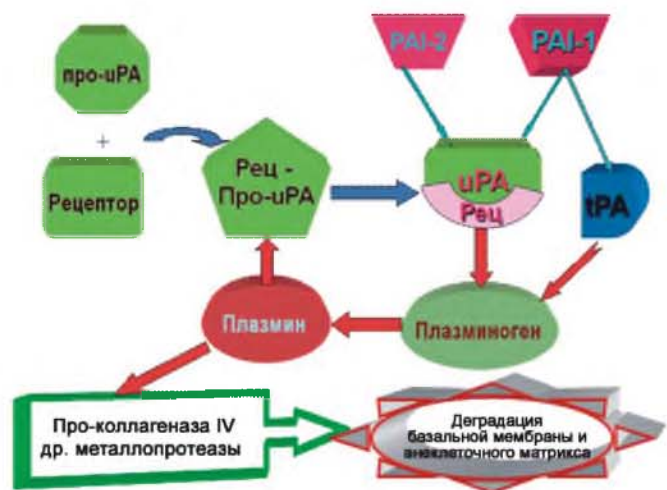 PAI-2
PAI-1
про-uPA
+
Рецептор
Рец -
Про-uPA
uPA
Рец
tPA
Плазмин
Плазминоген
Про-коллагеназа IV
др. металлопротеазы
Деградация
базальной мембраны и
внеклеточного матрикса